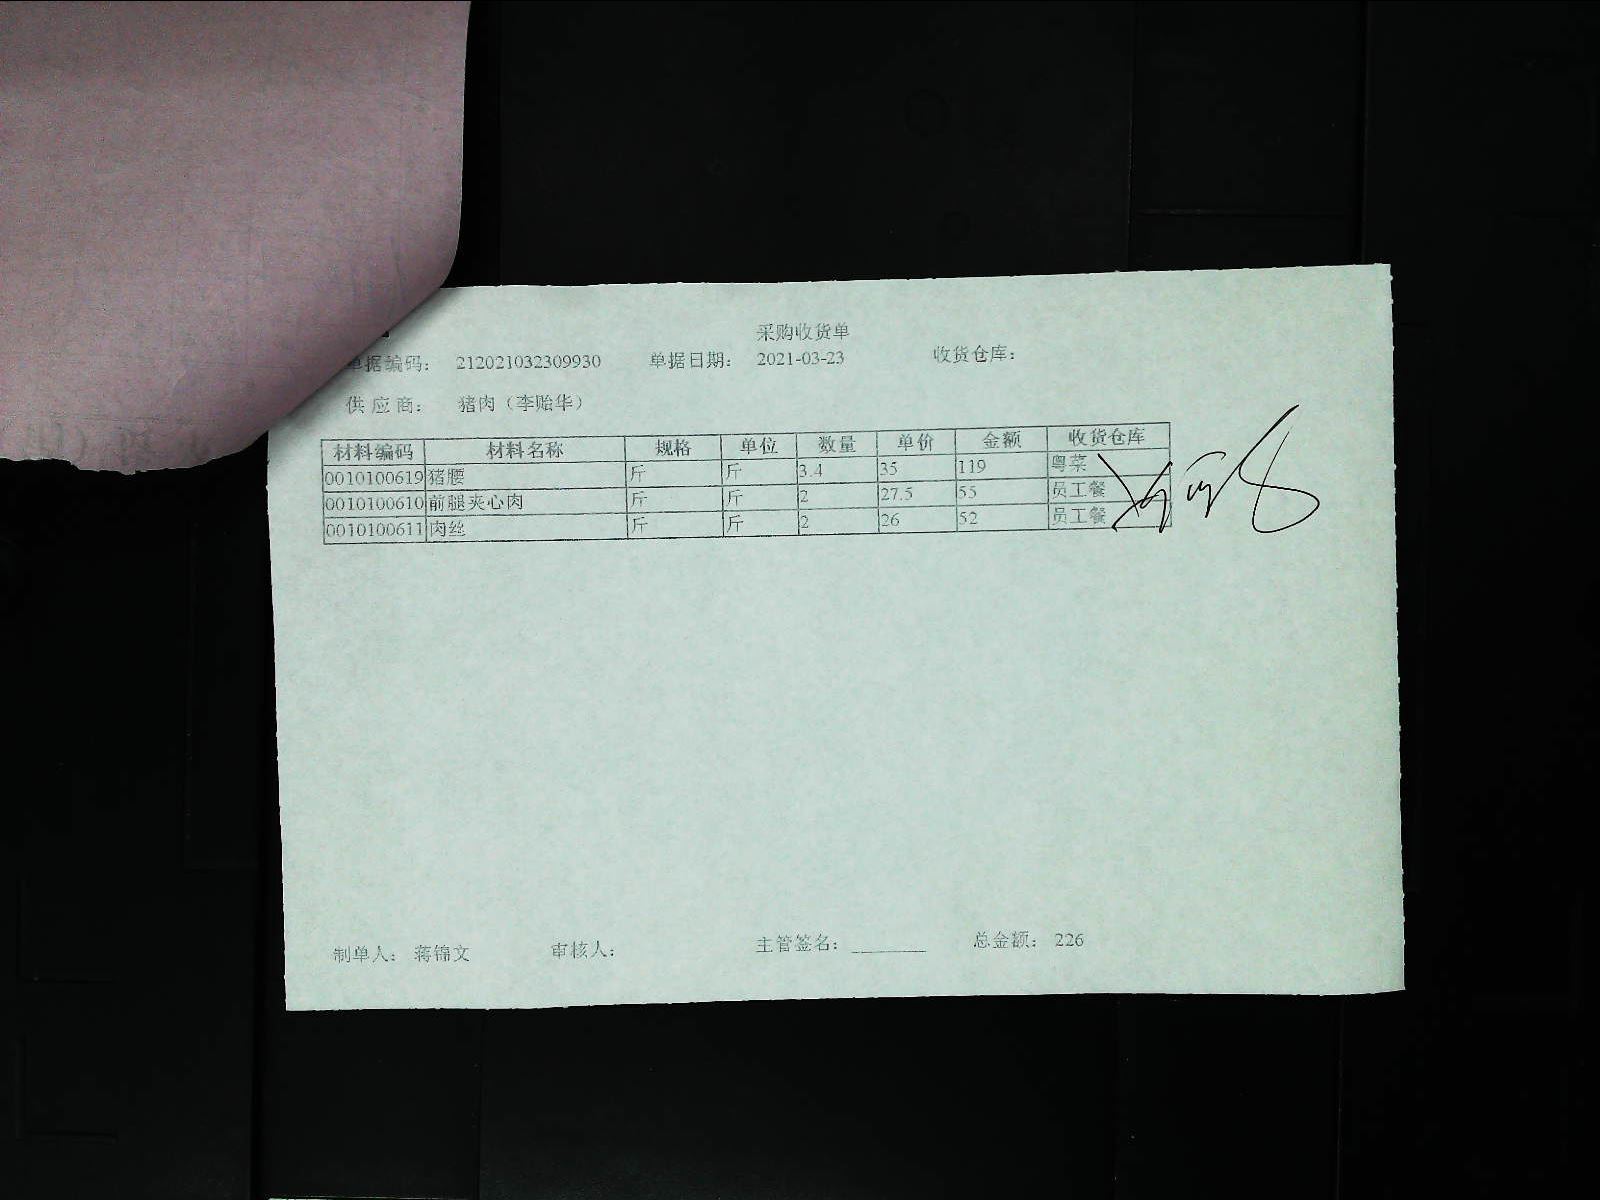 采购收货单
单据编码： 212021032309930 单据日期： 2021-03-23 收货仓库：
供应商： 猪肉（李贻华）
材料编码 材料名称 规格 单位 数量 单价 金额 收货仓库
0010100619 猪腰 斤 斤 3.4 35 119 粤菜
0010100610 前腿夹心肉 斤 斤 2 27.5 55 员工餐
0010100611 肉丝 斤 斤 2 26 52 员工餐
制单人： 蒋锦文 审核人： 主管签名： ________ 总金额： 226